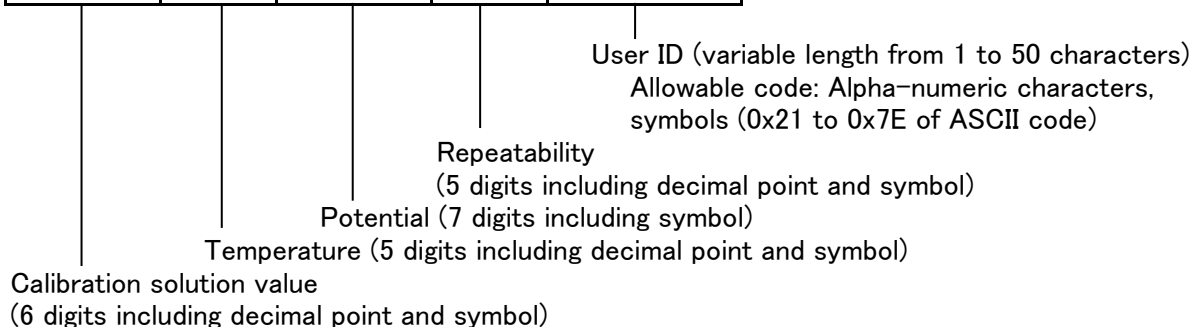 User ID (variable length from 1 to 50 characters)
Allowable code: Alpha-numeric characters,
symbols (0x21 to 0x7E of ASCII code)
Repeatability
(5 digits including decimal point and symbol)
Potential (7 digits including symbol)
Temperature (5 digits including decimal point and symbol)
Calibration solution value
(6 digits including decimal point and symbol)